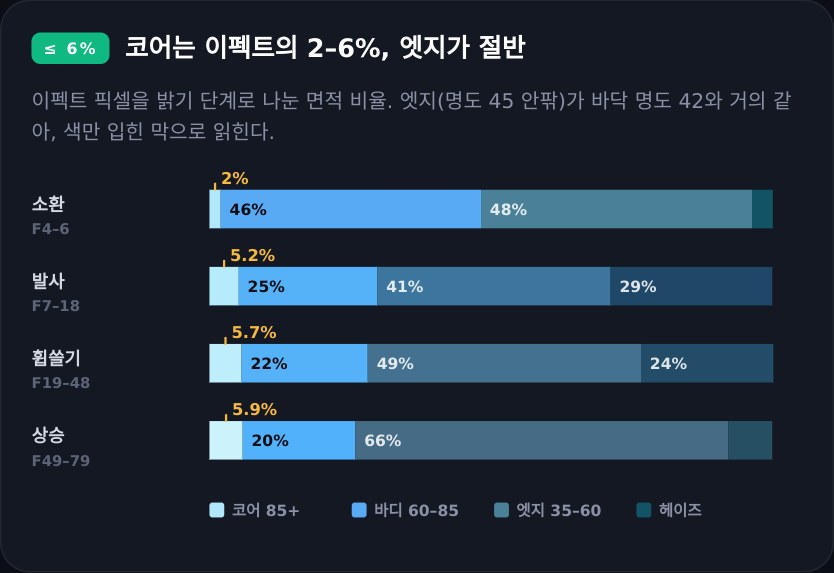 ≤ 6% 코어는 이펙트의 2–6%, 엣지가 절반
이펙트 픽셀을 밝기 단계로 나눈 면적 비율. 엣지(명도 45 안팎)가 바닥 명도 42와 거의 같
아, 색만 입힌 막으로 읽힌다.
2%
소환
46% 48%
F4–6
5.2%
발사
25% 41% 29%
F7–18
5.7%
휩쓸기
22% 49% 24%
F19–48
5.9%
상승
20% 66%
F49–79
코어 85+ 바디 60–85 엣지 35–60 헤이즈